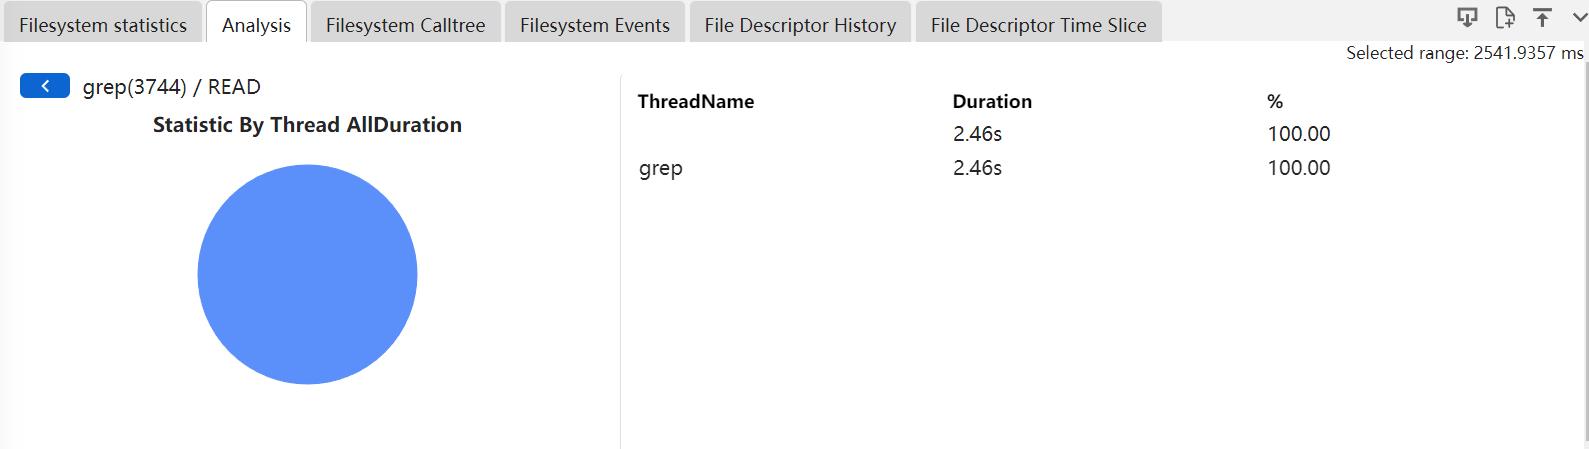 Filesystem statistics Analysis Filesystem Calltree Filesystem Events File Descriptor History File Descriptor Time Slice
Selected range: 2541.9357 ms
grep(3744) / READ
Statistic By Thread AllDuration
ThreadName Duration %
2.46s 100.00
grep 2.46s 100.00